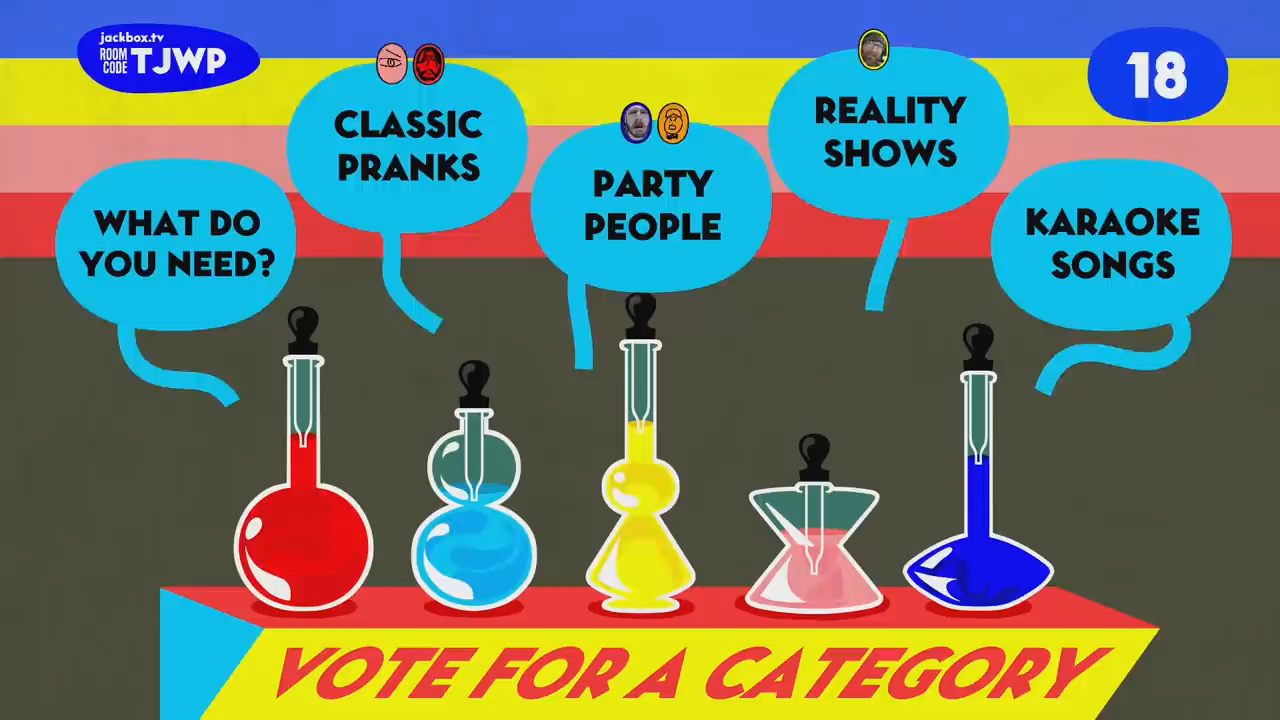 jackbox.tv
ROOM CODE TJWP
18
WHAT DO
YOU NEED?
CLASSIC
PRANKS
PARTY
PEOPLE
REALITY
SHOWS
KARAOKE
SONGS
VOTE FOR A CATEGORY